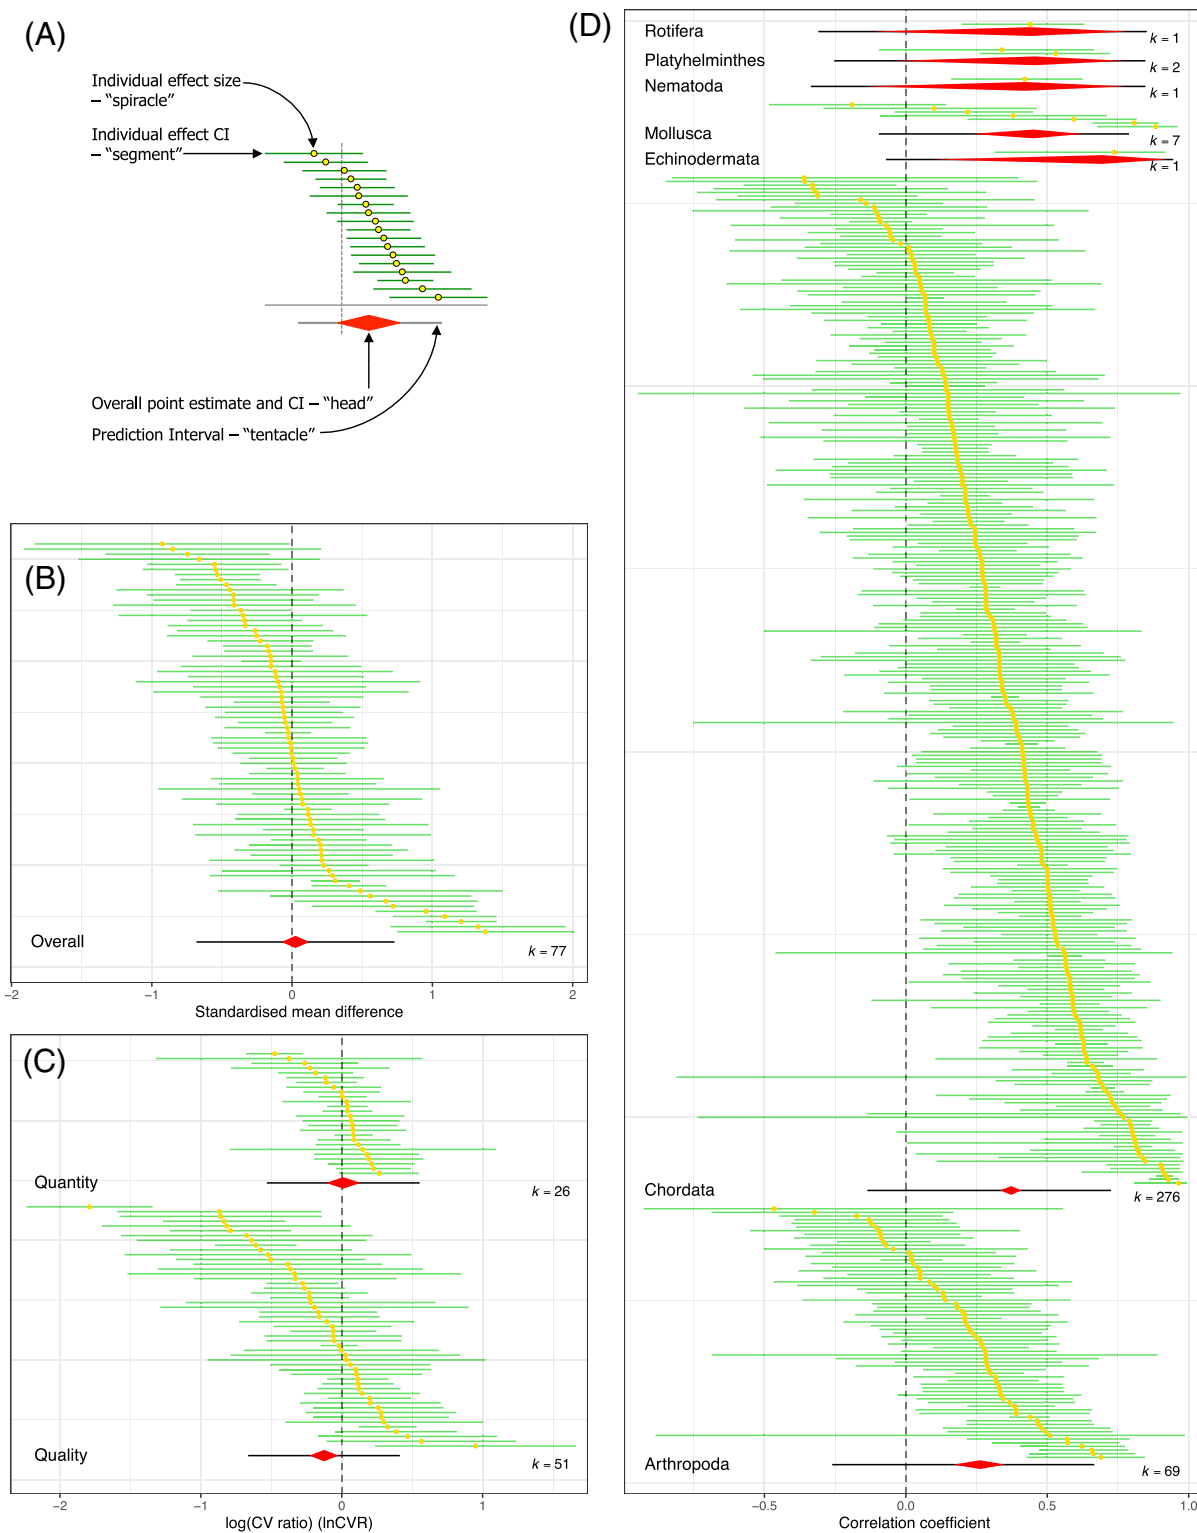 (A)
Individual effect size
– “spiracle”
Individual effect CI
– “segment”
Overall point estimate and CI – “head”
Prediction Interval – “tentacle”
(B)
Overall
k = 77
−2 −1 0 1 2
Standardised mean difference
(C)
Quantity
k = 26
Quality
k = 51
−2 −1 0 1
log(CV ratio) (lnCVR)
(D)
Rotifera
k = 1
Platyhelminthes
k = 2
Nematoda
k = 1
Mollusca
k = 7
Echinodermata
k = 1
Chordata
k = 276
Arthropoda
k = 69
−0.5 0.0 0.5 1.0
Correlation coefficient